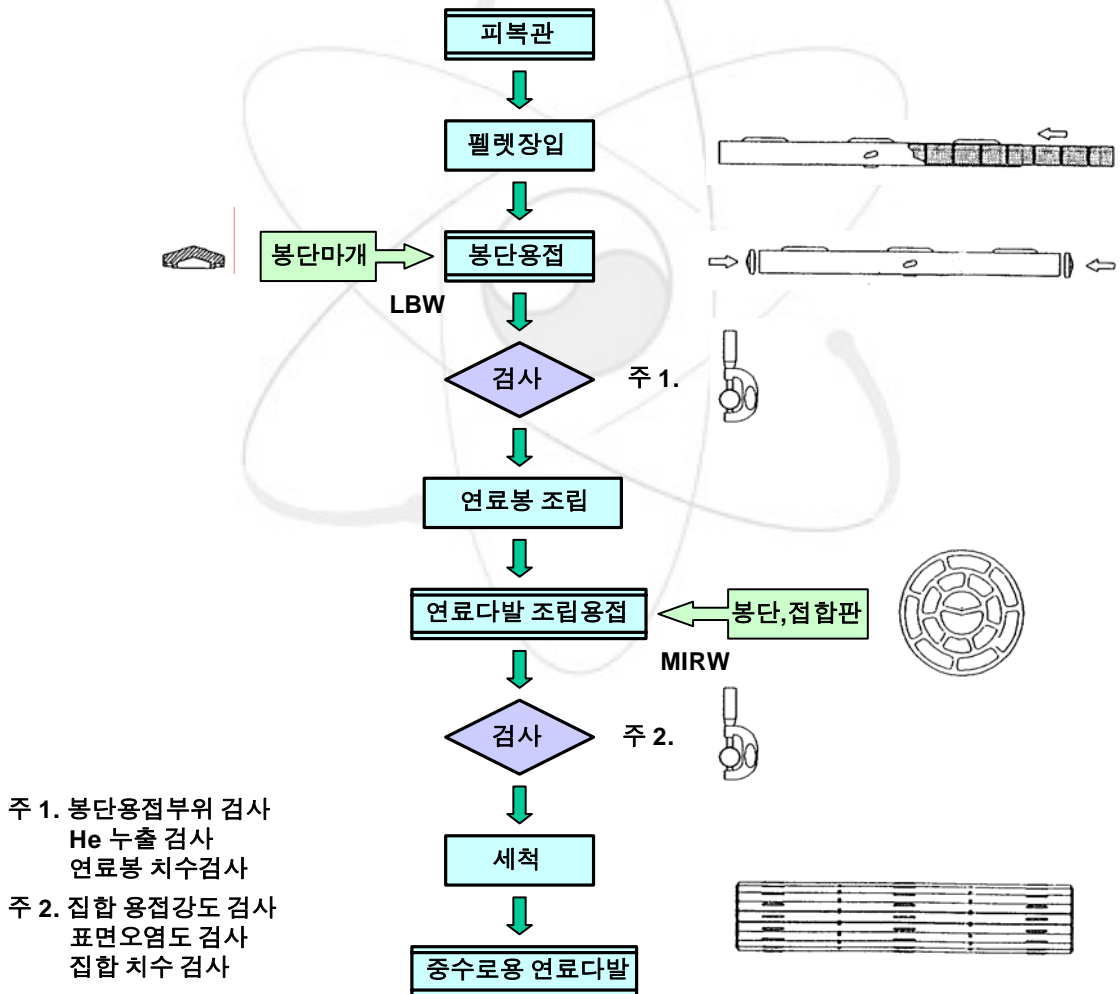 피복관
펠렛장입
봉단마개
봉단용접
LBW
검사
주 1.
연료봉 조립
연료다발 조립용접
봉단,접합판
MIRW
검사
주 2.
주 1. 봉단용접부위 검사
He 누출 검사
연료봉 치수검사
세척
주 2. 집합 용접강도 검사
표면오염도 검사
집합 치수 검사
중수로용 연료다발